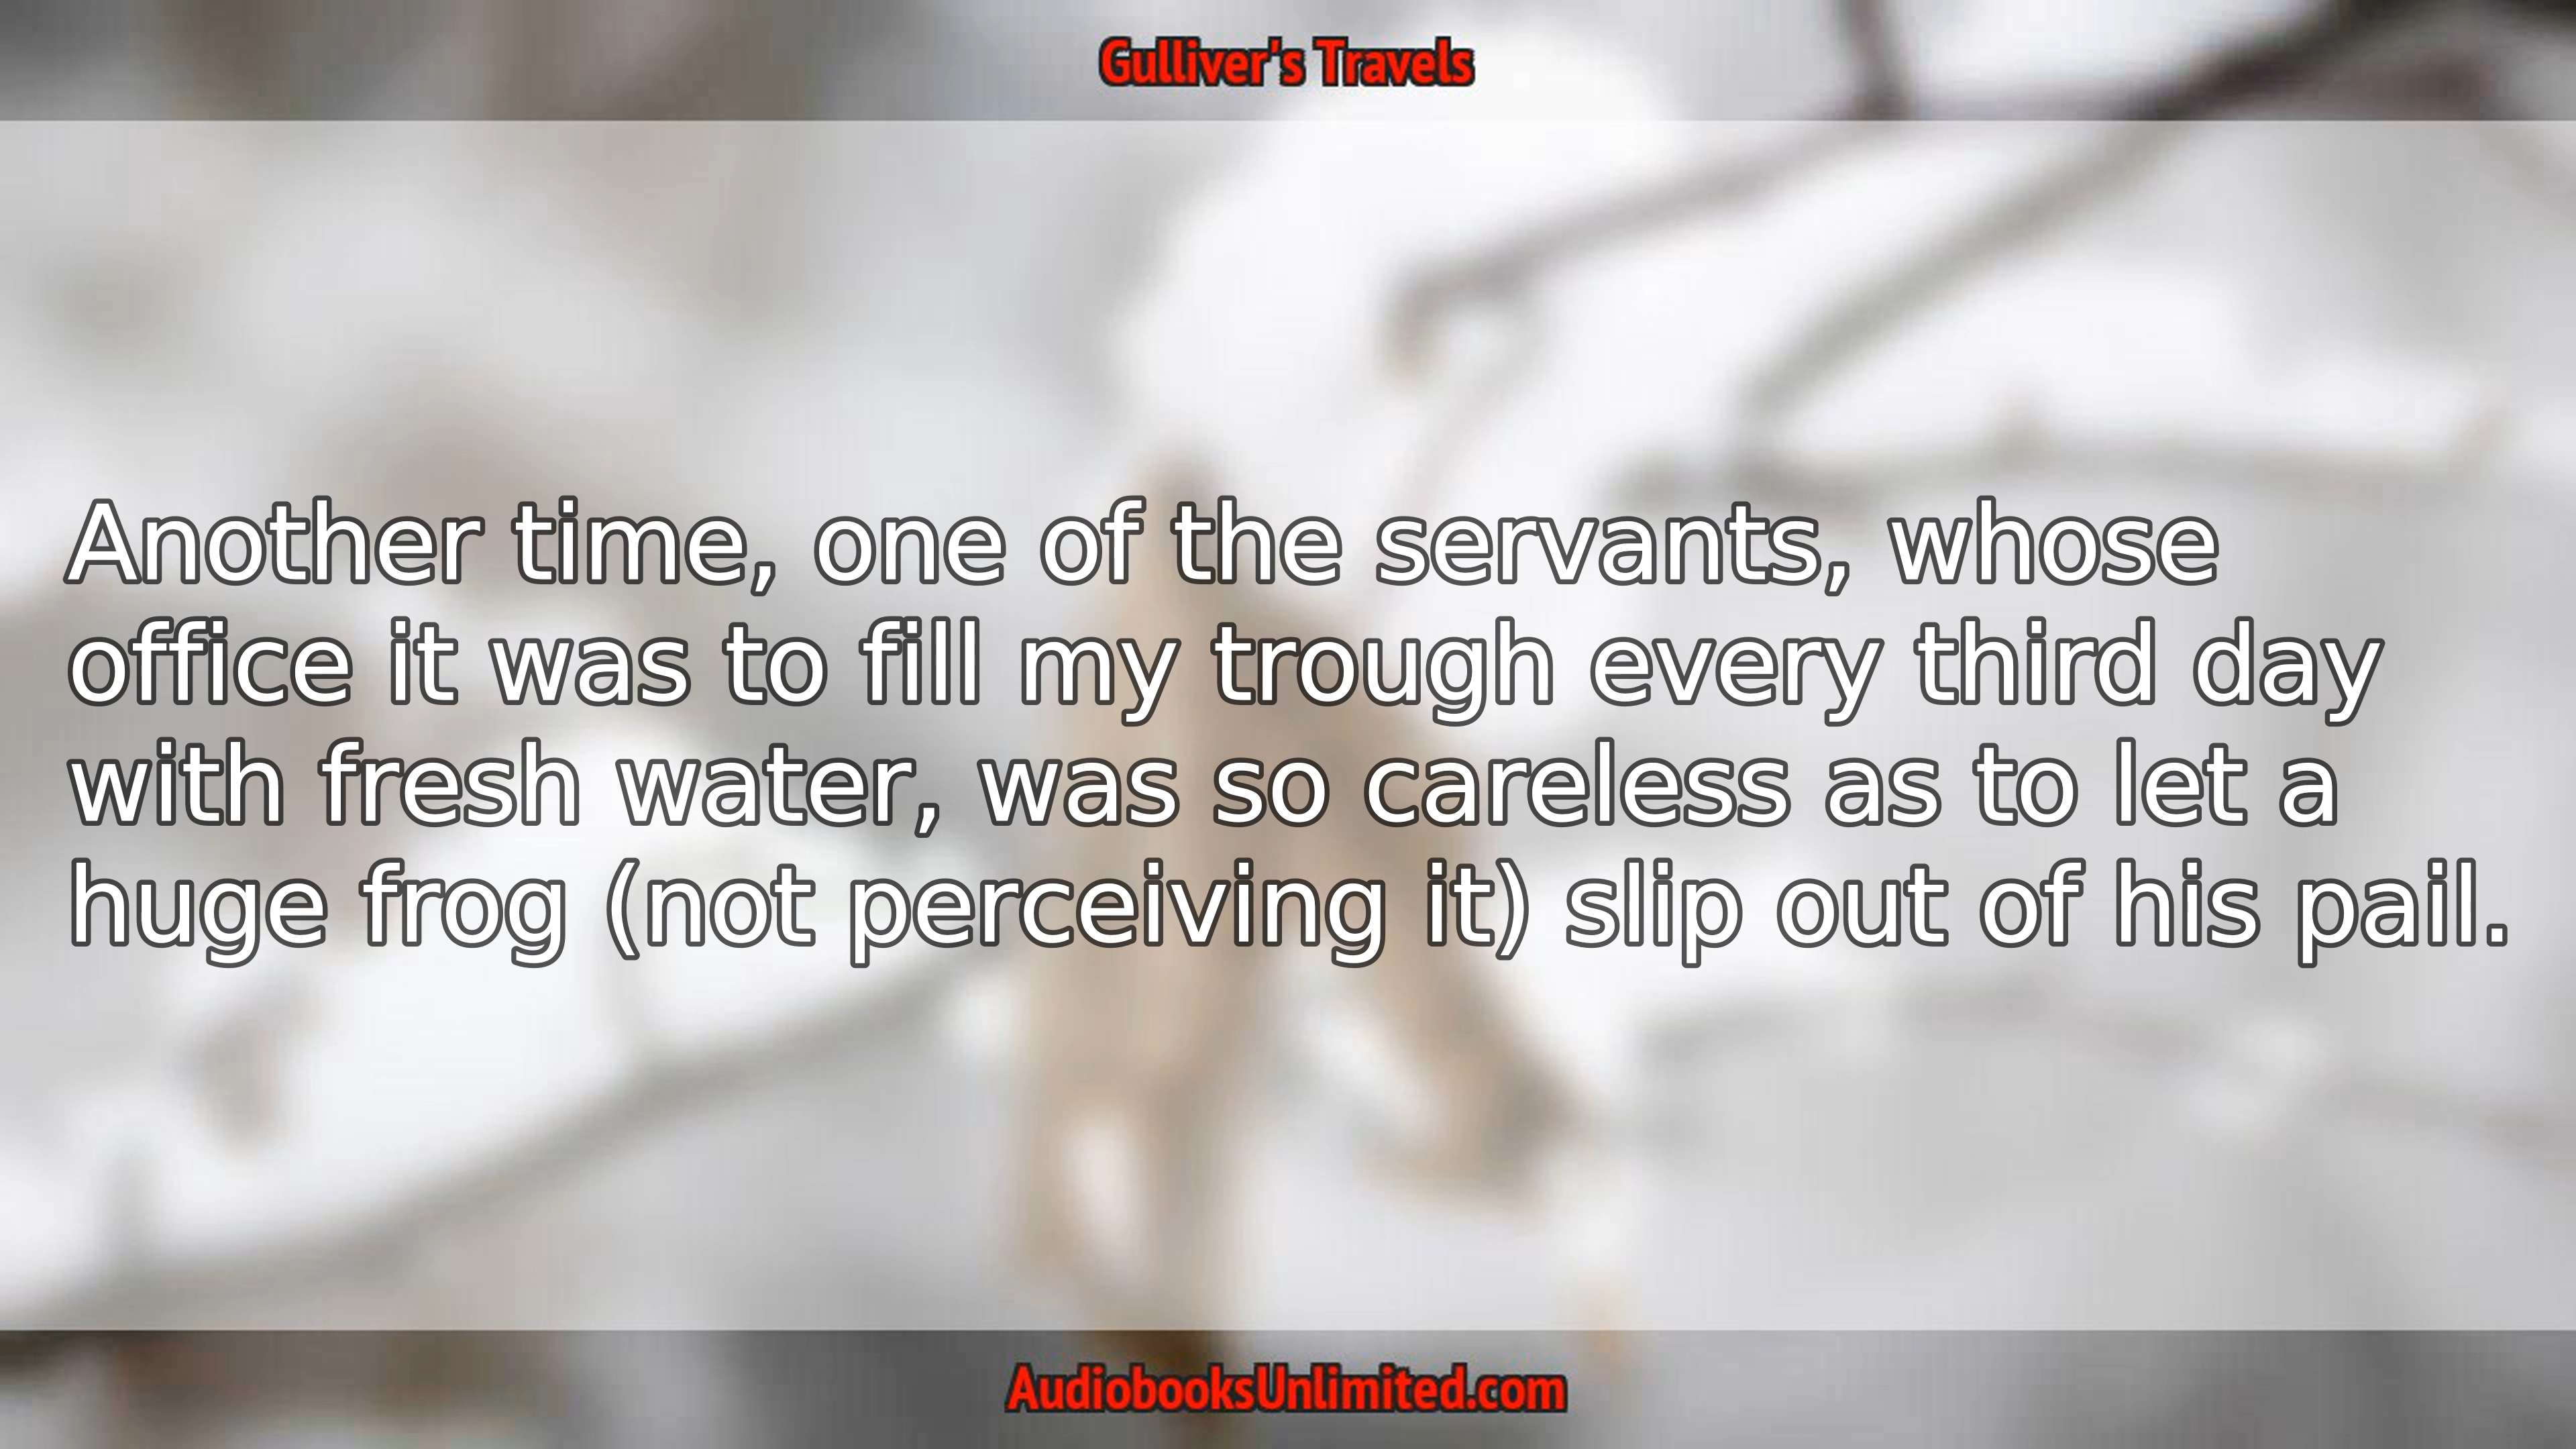 Gulliver's Travels
Another time, one of the servants, whose
office it was to fill my trough every third day
with fresh water, was so careless as to let a
huge frog (not perceiving it) slip out of his pail.
AudiobooksUnlimited.com